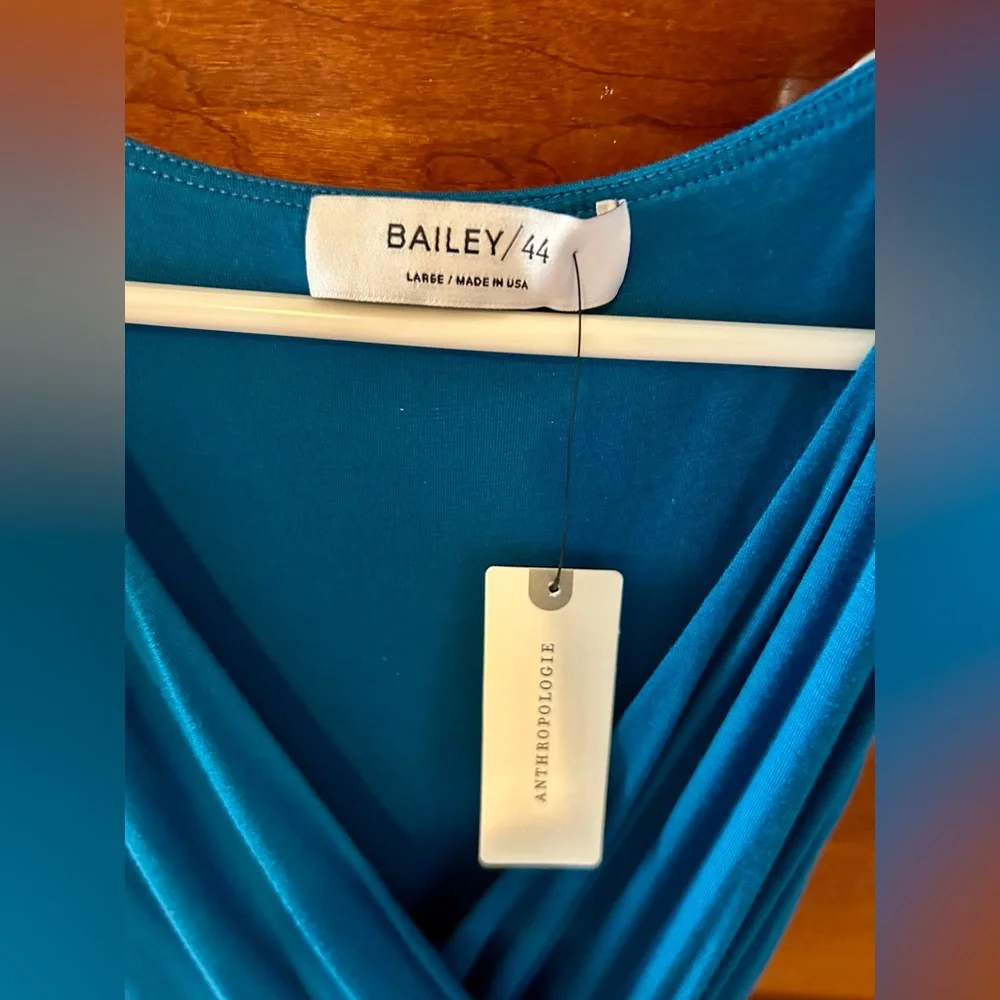 BAILEY/44
LARGE / MADE IN USA
ANTHROPOLOGIE